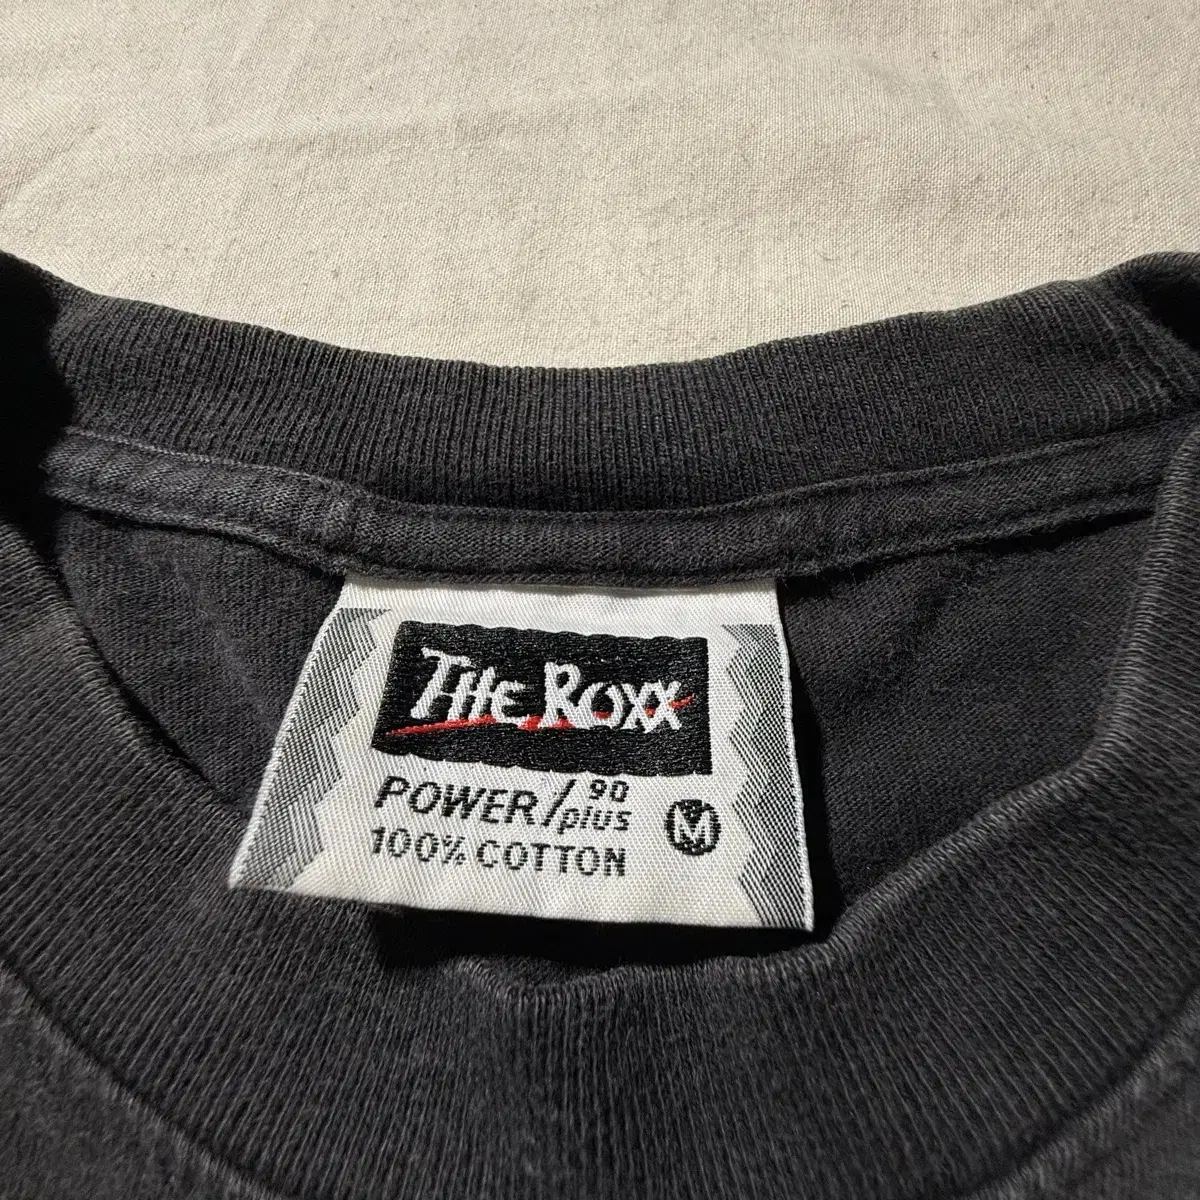 THE ROXX
POWER/90 plus
100% COTTON
M